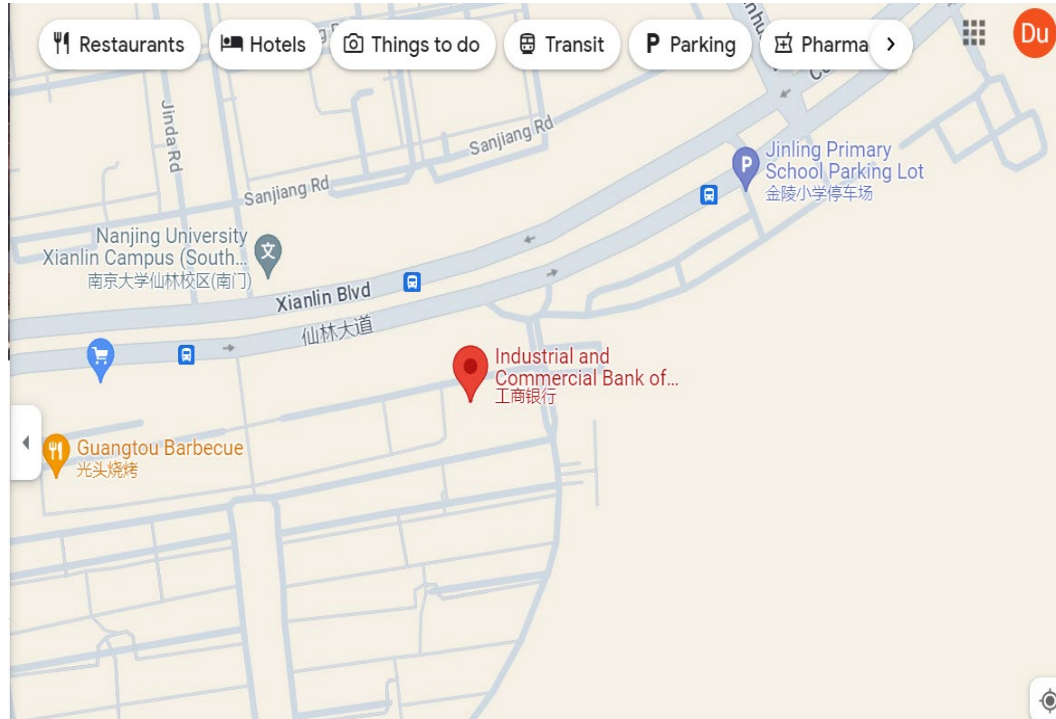 Restaurants
Hotels
Things to do
Transit
P Parking
Pharma
Du
Jinda Rd
Sanjiang Rd
Sanjiang Rd
P
Jinling Primary
School Parking Lot
金陵小学停车场
Nanjing University
Xianlin Campus (South...
南京大学仙林校区(南门)
文
Xianlin Blvd
仙林大道
Industrial and
Commercial Bank of...
工商银行
Guangtou Barbecue
光头烧烤